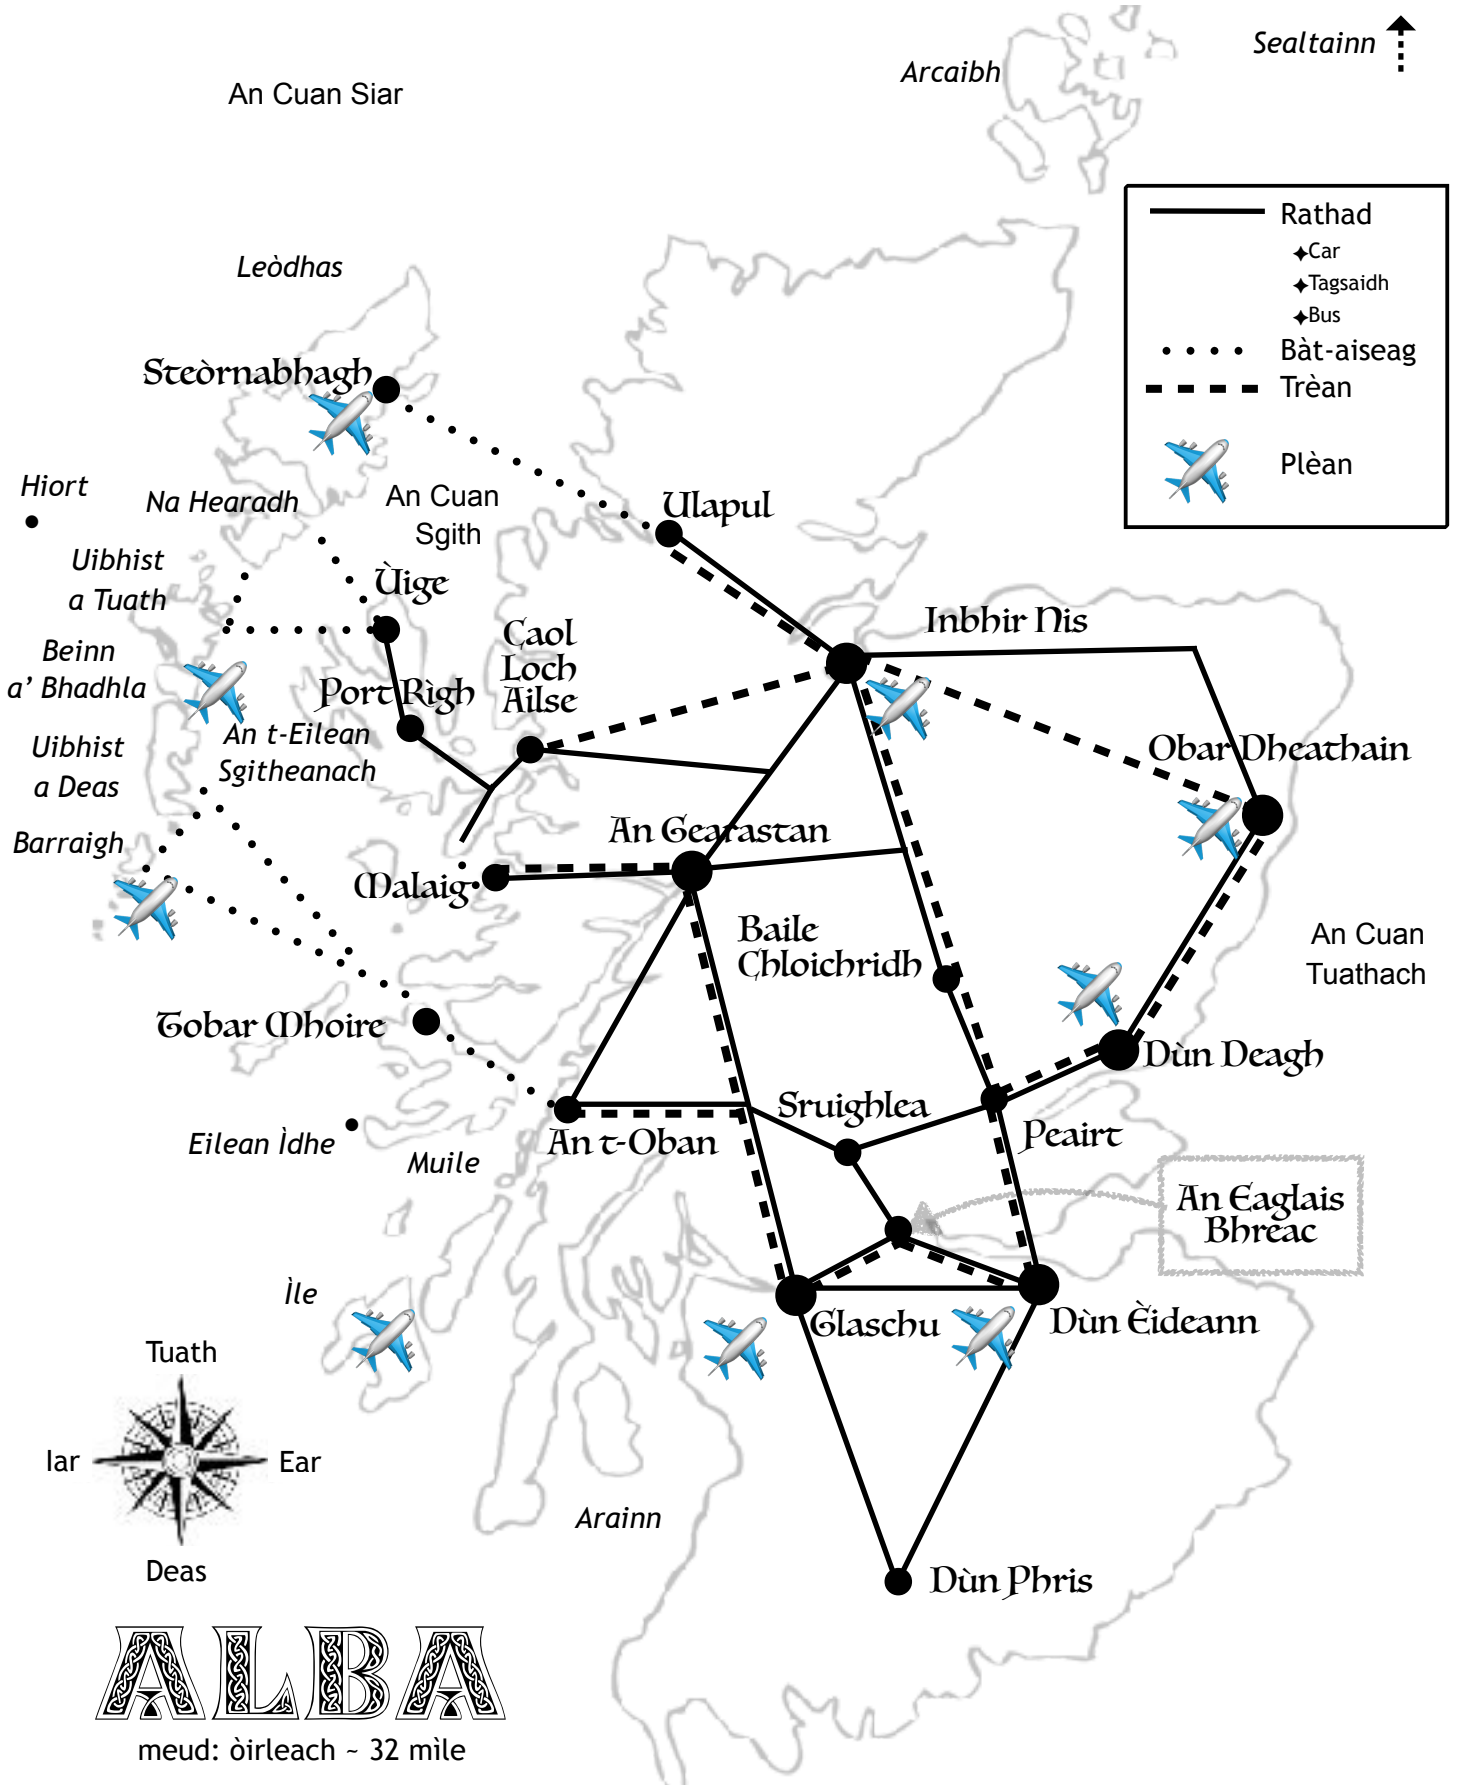 Sealtainn
Arcaibh
An Cuan Siar
Rathad
Car
Tagsaidh
Bus
Bàt-aiseag
Trèan
Plèan
Leòdhas
Steòrnabhagh
Hiort
Na Hearadh
An Cuan
Sgith
Ulapul
Uibhist
a Tuath
Ùige
Inbhir Nis
Caol
Loch
Ailse
Beinn
a' Bhadhla
Port Rìgh
An t-Eilean
Sgitheanach
Uibhist
a Deas
Obar Dheathain
Barraigh
An Gearastan
Malaig
Baile
Chloichridh
An Cuan
Tuathach
Tobar Mhoire
Dùn Deagh
Sruighlea
Peairt
Eilean Ìdhe
Muile
An t-Oban
An Eaglais
Bhreac
Ìle
Glaschu
Dùn Èideann
Tuath
Iar
Ear
Deas
Arainn
Dùn Phris
ALBA
meud: òirleach ~ 32 mìle